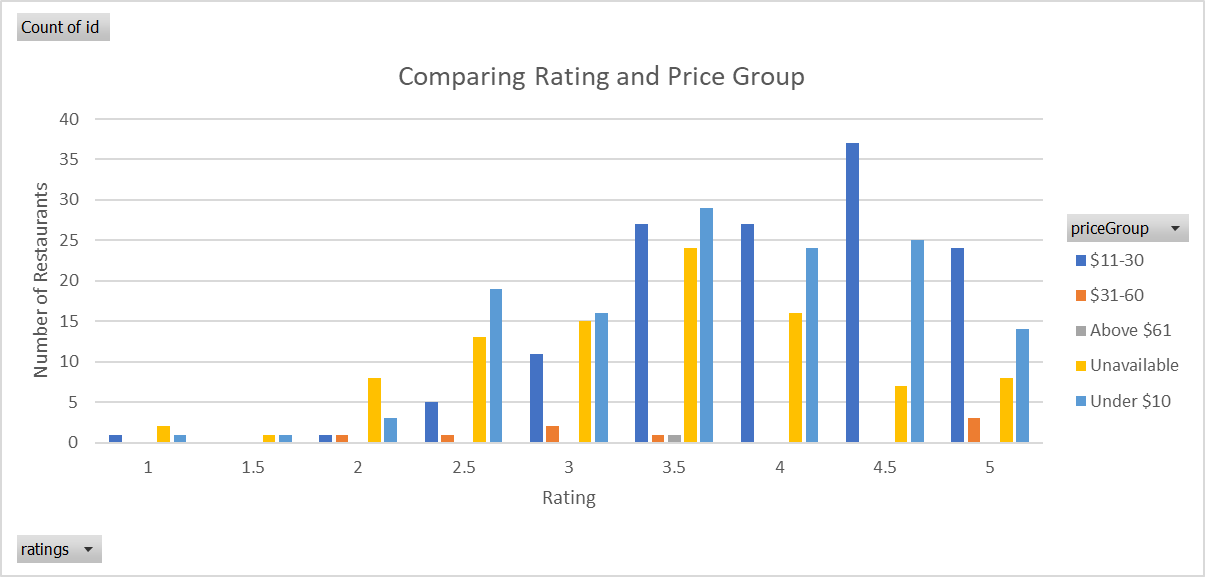 Count of id
Comparing Rating and Price Group
40
35
30
25
20
15
10
5
0
Number of Restaurants
1 1.5 2 2.5 3 3.5 4 4.5 5
Rating
priceGroup
$11-30
$31-60
Above $61
Unavailable
Under $10
ratings